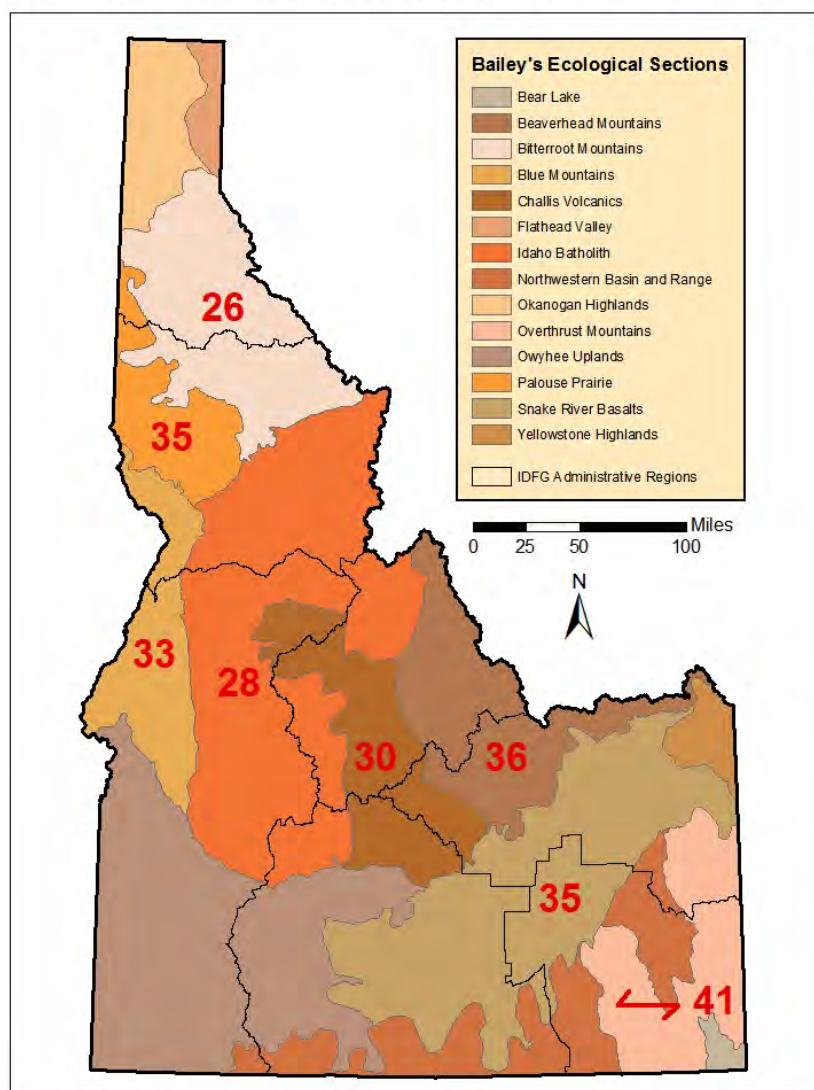 Bailey's Ecological Sections
Bear Lake
Beaverhead Mountains
Bitterroot Mountains
Blue Mountains
Challis Volcanics
Flathead Valley
Idaho Batholith
Northwestern Basin and Range
Okanogan Highlands
Overthrust Mountains
Owyhee Uplands
Palouse Prairie
Snake River Basalts
Yellowstone Highlands
IDFG Administrative Regions
Miles
0 25 50 100
N
26
35
33
28
30
36
35
41